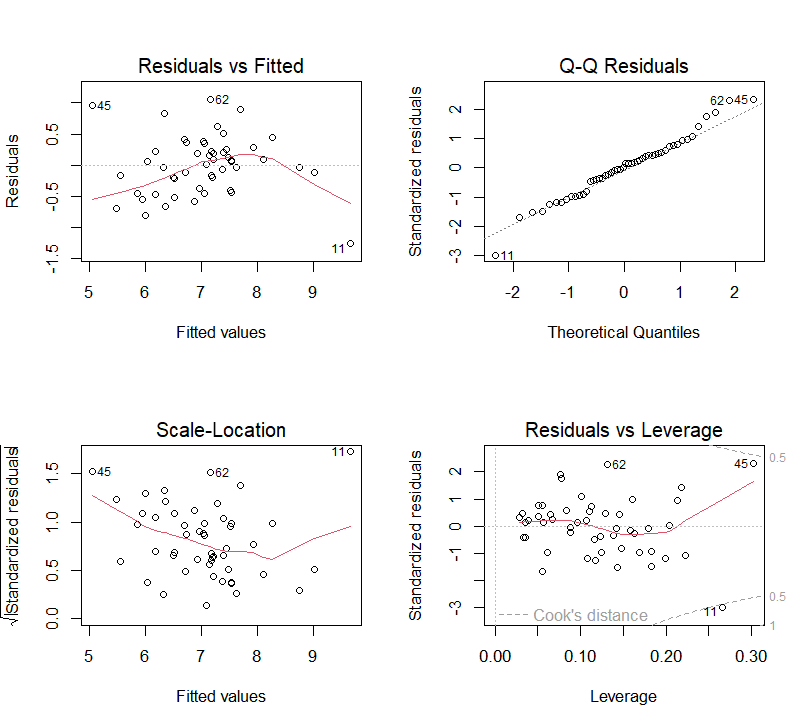 Residuals vs Fitted
Residuals
0.5
-0.5
-1.5
45
62
11
5 6 7 8 9
Fitted values
Q-Q Residuals
Standardized residuals
2
1
0
-1
-2
-3
62 45
11
-2 -1 0 1 2
Theoretical Quantiles
Scale-Location
√|Standardized residuals|
1.5
1.0
0.5
0.0
45
62
11
5 6 7 8 9
Fitted values
Residuals vs Leverage
Standardized residuals
2
1
0
-1
-3
62
45
11
0.5
0.5
1
Cook's distance
0.00 0.10 0.20 0.30
Leverage